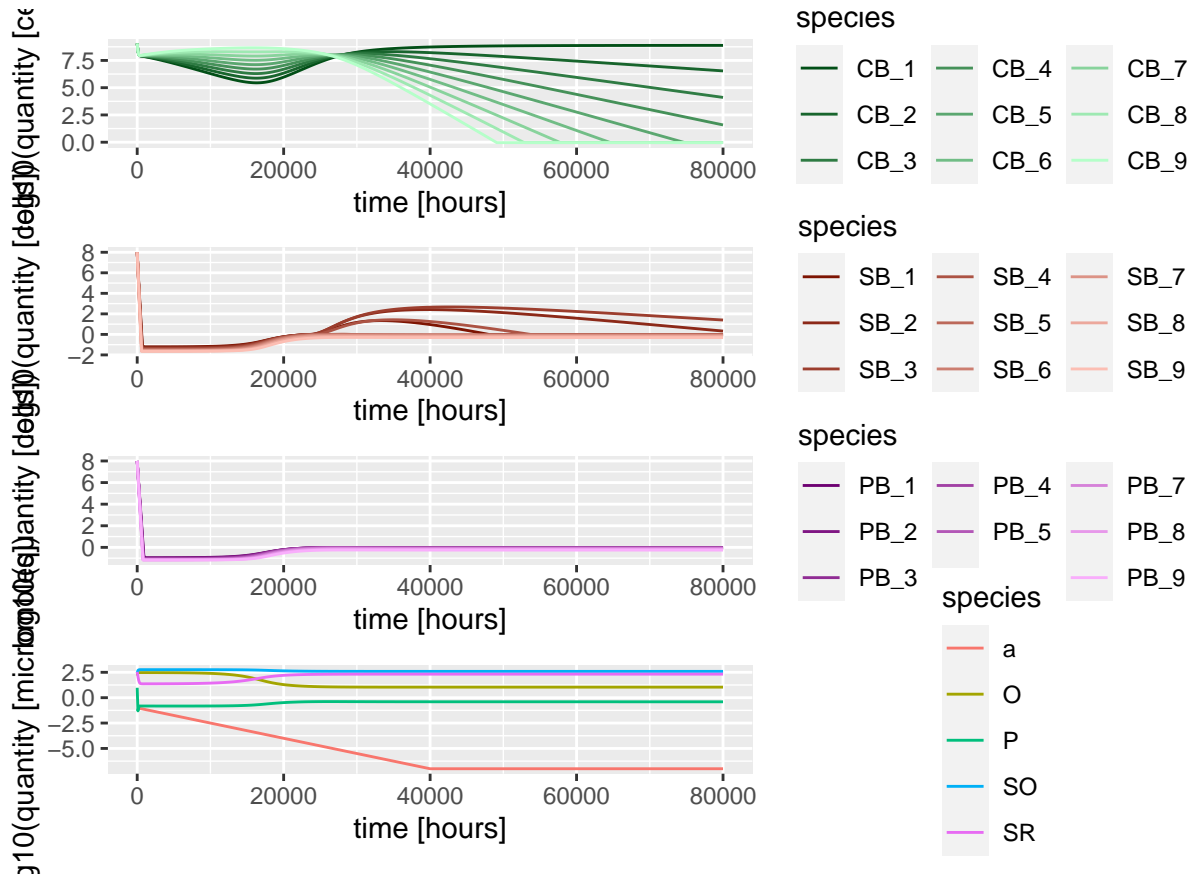 species
CB_1 CB_4 CB_7
CB_2 CB_5 CB_8
CB_3 CB_6 CB_9
7.5
5.0
2.5
0.0
0 20000 40000 60000 80000
time [hours]
species
SB_1 SB_4 SB_7
SB_2 SB_5 SB_8
SB_3 SB_6 SB_9
8
6
4
2
0
−2
0 20000 40000 60000 80000
time [hours]
species
PB_1 PB_4 PB_7
PB_2 PB_5 PB_8
PB_3 PB_9
8
6
4
2
0
0 20000 40000 60000 80000
time [hours]
species
a
O
P
SO
SR
2.5
0.0
−2.5
−5.0
0 20000 40000 60000 80000
time [hours]